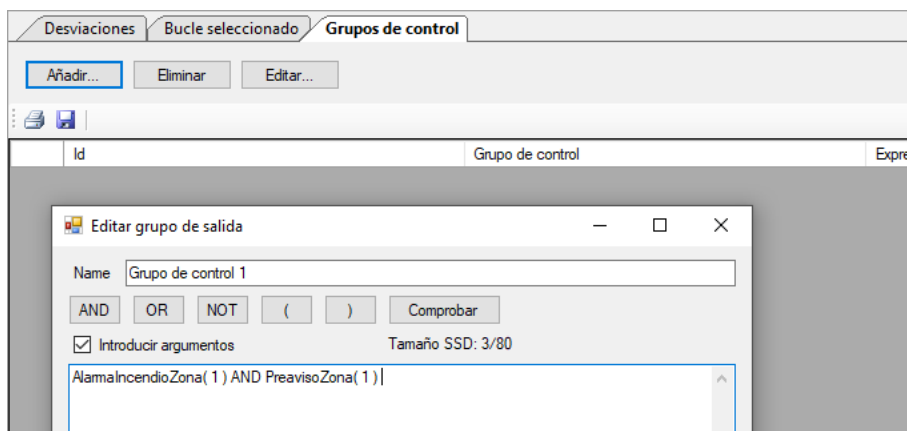 Desviaciones Bucle seleccionado Grupos de control
Añadir... Eliminar Editar...
Id Grupo de control Expre
Editar grupo de salida
Name Grupo de control 1
AND OR NOT ( ) Comprobar
Introducir argumentos Tamaño SSD: 3/80
AlarmaIncendioZona( 1 ) AND PreavisoZona( 1 )